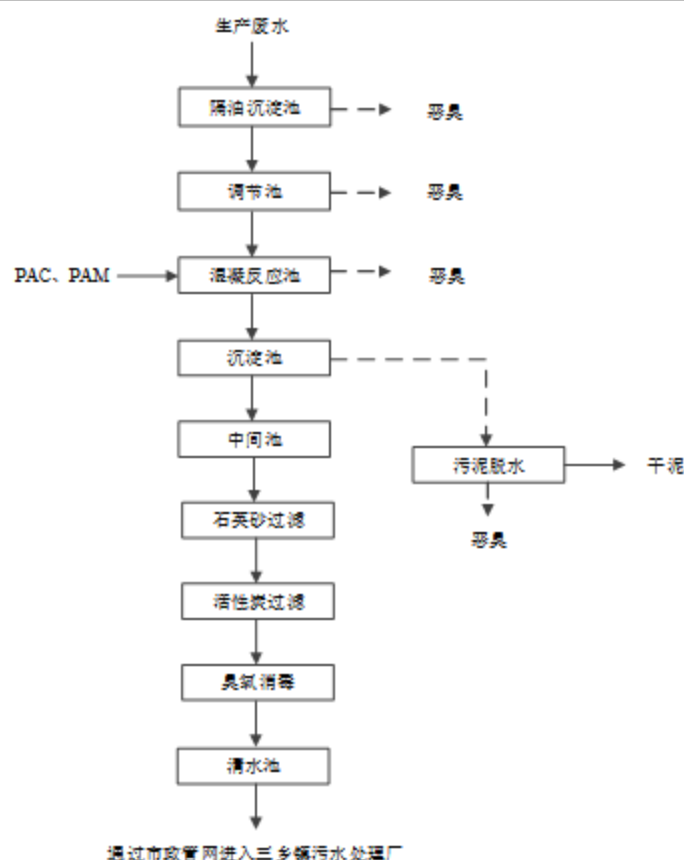 生产废水
隔油沉淀池
恶臭
调节池
恶臭
PAC、PAM
混凝反应池
恶臭
沉淀池
中间池
污泥脱水
干泥
石英砂过滤
恶臭
活性炭过滤
臭氧消毒
清水池
通过市政管网进入三乡镇污水处理厂